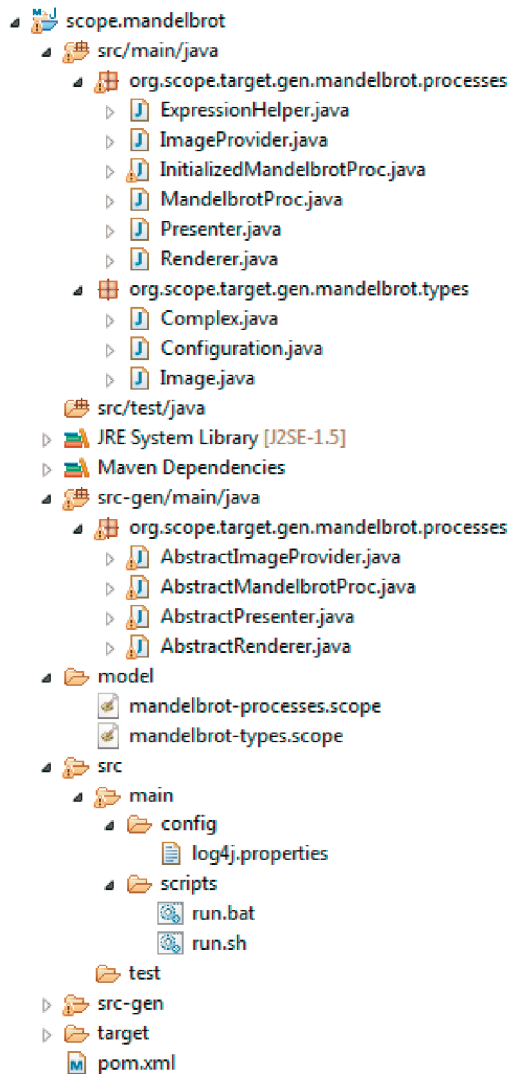 scope.mandelbrot
src/main/java
org.scope.target.gen.mandelbrot.processes
ExpressionHelper.java
ImageProvider.java
InitializedMandelbrotProc.java
MandelbrotProc.java
Presenter.java
Renderer.java
org.scope.target.gen.mandelbrot.types
Complex.java
Configuration.java
Image.java
src/test/java
JRE System Library [J2SE-1.5]
Maven Dependencies
src-gen/main/java
org.scope.target.gen.mandelbrot.processes
AbstractImageProvider.java
AbstractMandelbrotProc.java
AbstractPresenter.java
AbstractRenderer.java
model
mandelbrot-processes.scope
mandelbrot-types.scope
src
main
config
log4j.properties
scripts
run.bat
run.sh
test
src-gen
target
pom.xml